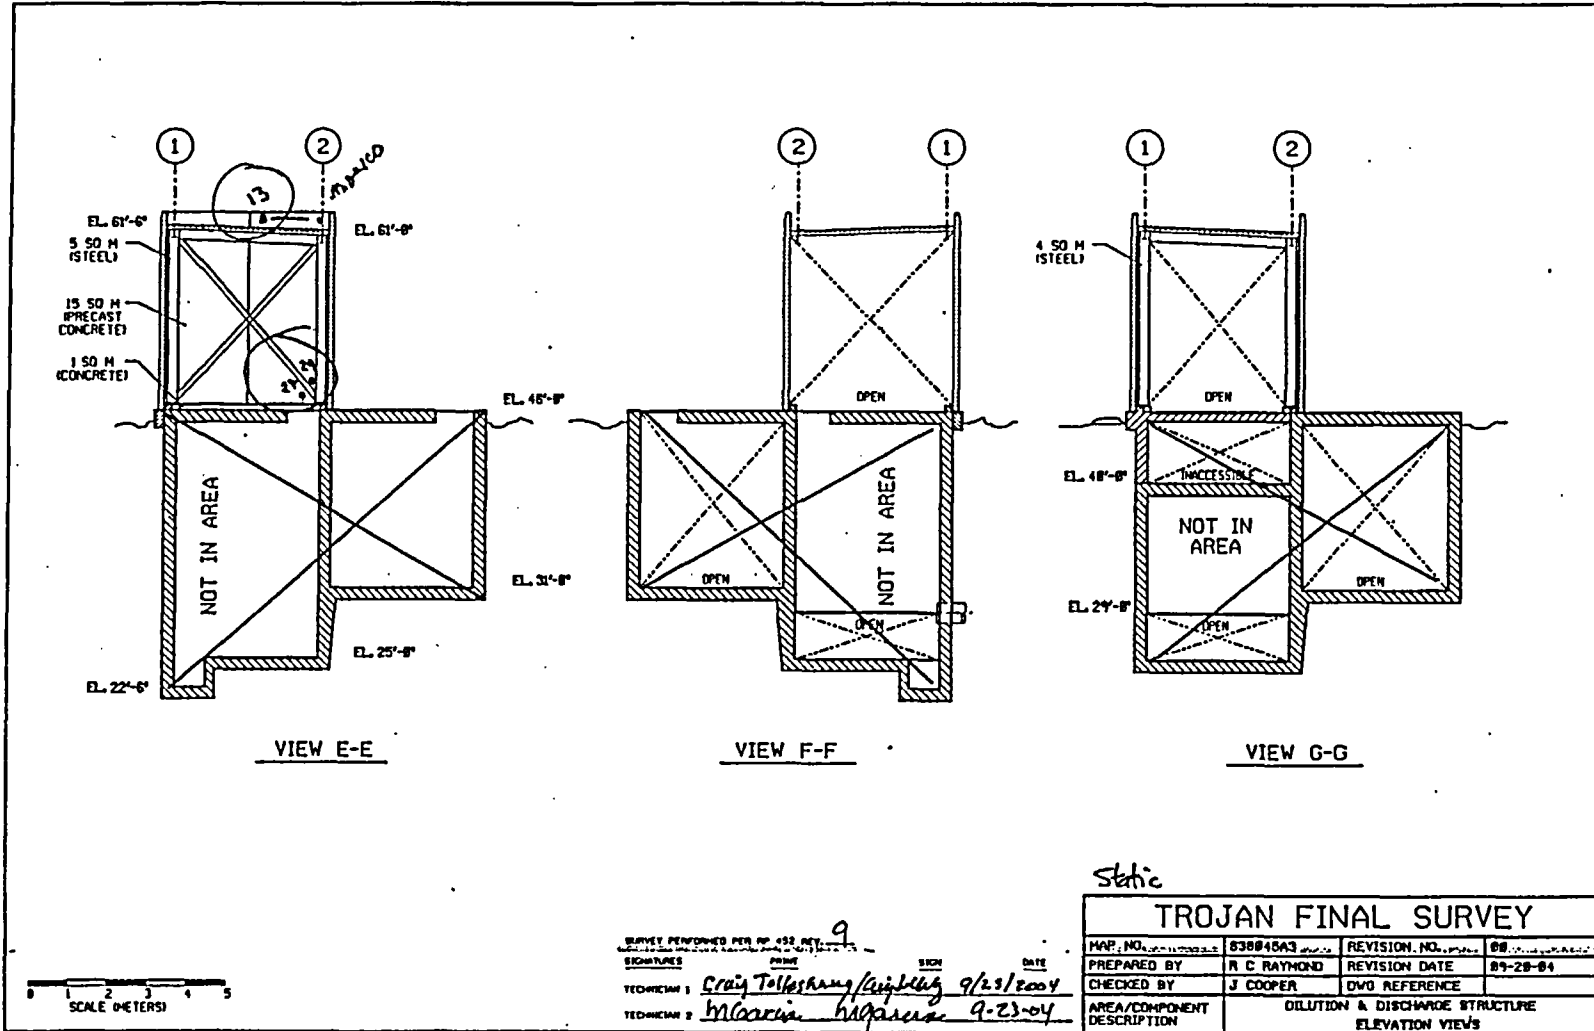 1
2
2
1
1
2
13
EL. 61'-6"
EL. 61'-0"
5 SQ M
(STEEL)
15 SQ M
(PRECAST
CONCRETE)
1 SQ M
(CONCRETE)
4 SQ M
(STEEL)
OPEN
OPEN
EL. 46'-0"
NOT IN AREA
EL. 31'-0"
EL. 25'-0"
EL. 22'-6"
OPEN
NOT IN AREA
OPEN
EL. 40'-0"
INACCESSIBLE
NOT IN
AREA
OPEN
EL. 29'-0"
OPEN
VIEW E-E
VIEW F-F
VIEW G-G
Static
TROJAN FINAL SURVEY
MAP. NO. REVISION. NO. 00
PREPARED BY R C RAYMOND REVISION DATE 09-20-04
CHECKED BY J COOPER DWG REFERENCE
AREA/COMPONENT
DESCRIPTION
DILUTION & DISCHARGE STRUCTURE
ELEVATION VIEWS
SURVEY PERFORMED PER RP 452 REV. 9
SIGNATURES PRINT SIGN DATE
TECHNICIAN 1 Craig 9/23/2004
TECHNICIAN 2 9-23-04
0 1 2 3 4 5
SCALE (METERS)